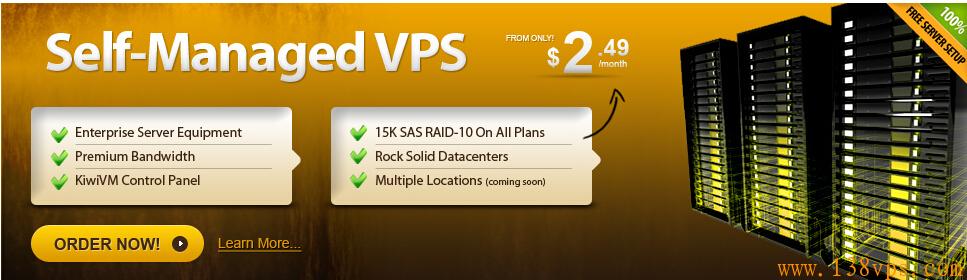 Self-Managed VPS
FROM ONLY!
$2.49
/month
100%
FREE SERVER SETUP
Enterprise Server Equipment
Premium Bandwidth
KiwiVM Control Panel
15K SAS RAID-10 On All Plans
Rock Solid Datacenters
Multiple Locations (coming soon)
ORDER NOW!
Learn More...
www.138vps.com